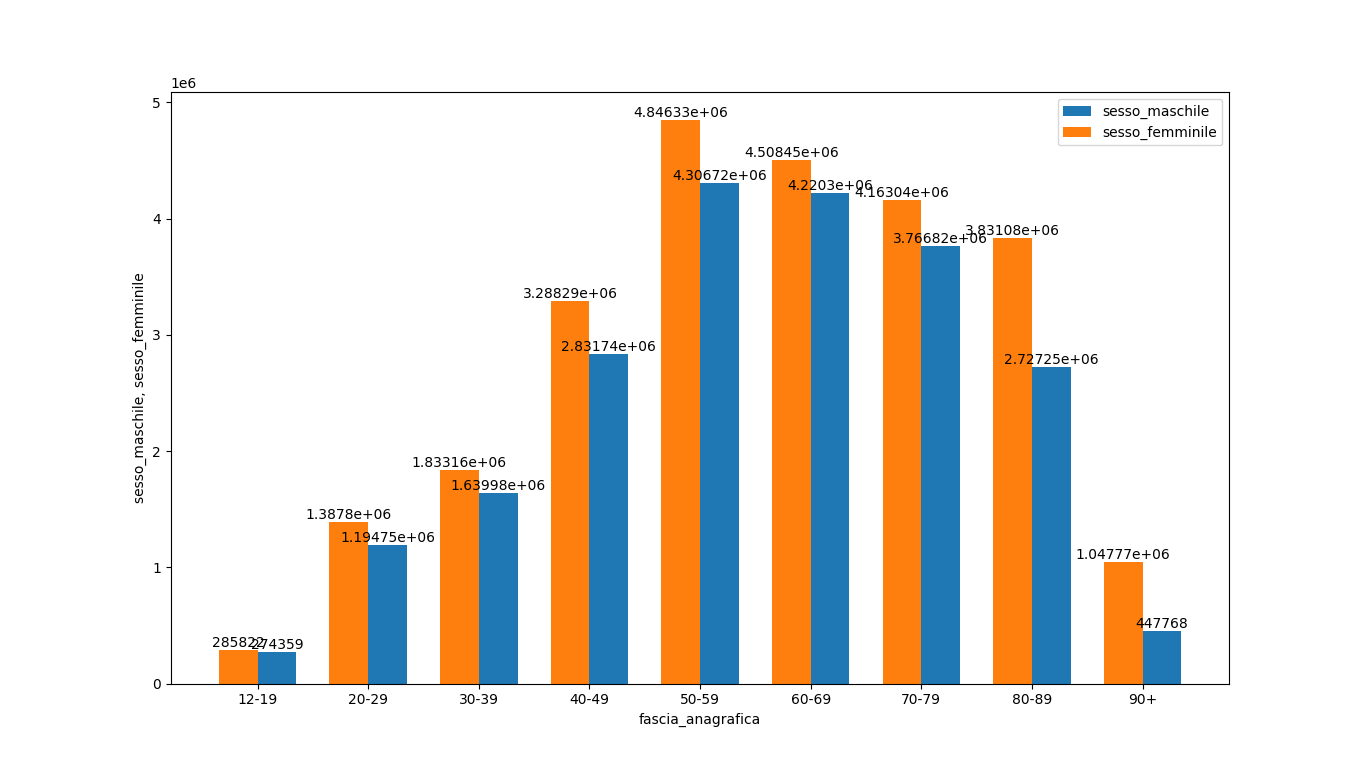 1e6
5
4
3
2
1
0
sesso_maschile, sesso_femminile
sesso_maschile
sesso_femminile
285822
274359
1.3878e+06
1.19475e+06
1.83316e+06
1.63998e+06
3.28829e+06
2.83174e+06
4.84633e+06
4.30672e+06
4.50845e+06
4.2203e+06
4.16304e+06
3.76682e+06
3.83108e+06
2.72725e+06
1.04777e+06
447768
12-19 20-29 30-39 40-49 50-59 60-69 70-79 80-89 90+
fascia_anagrafica